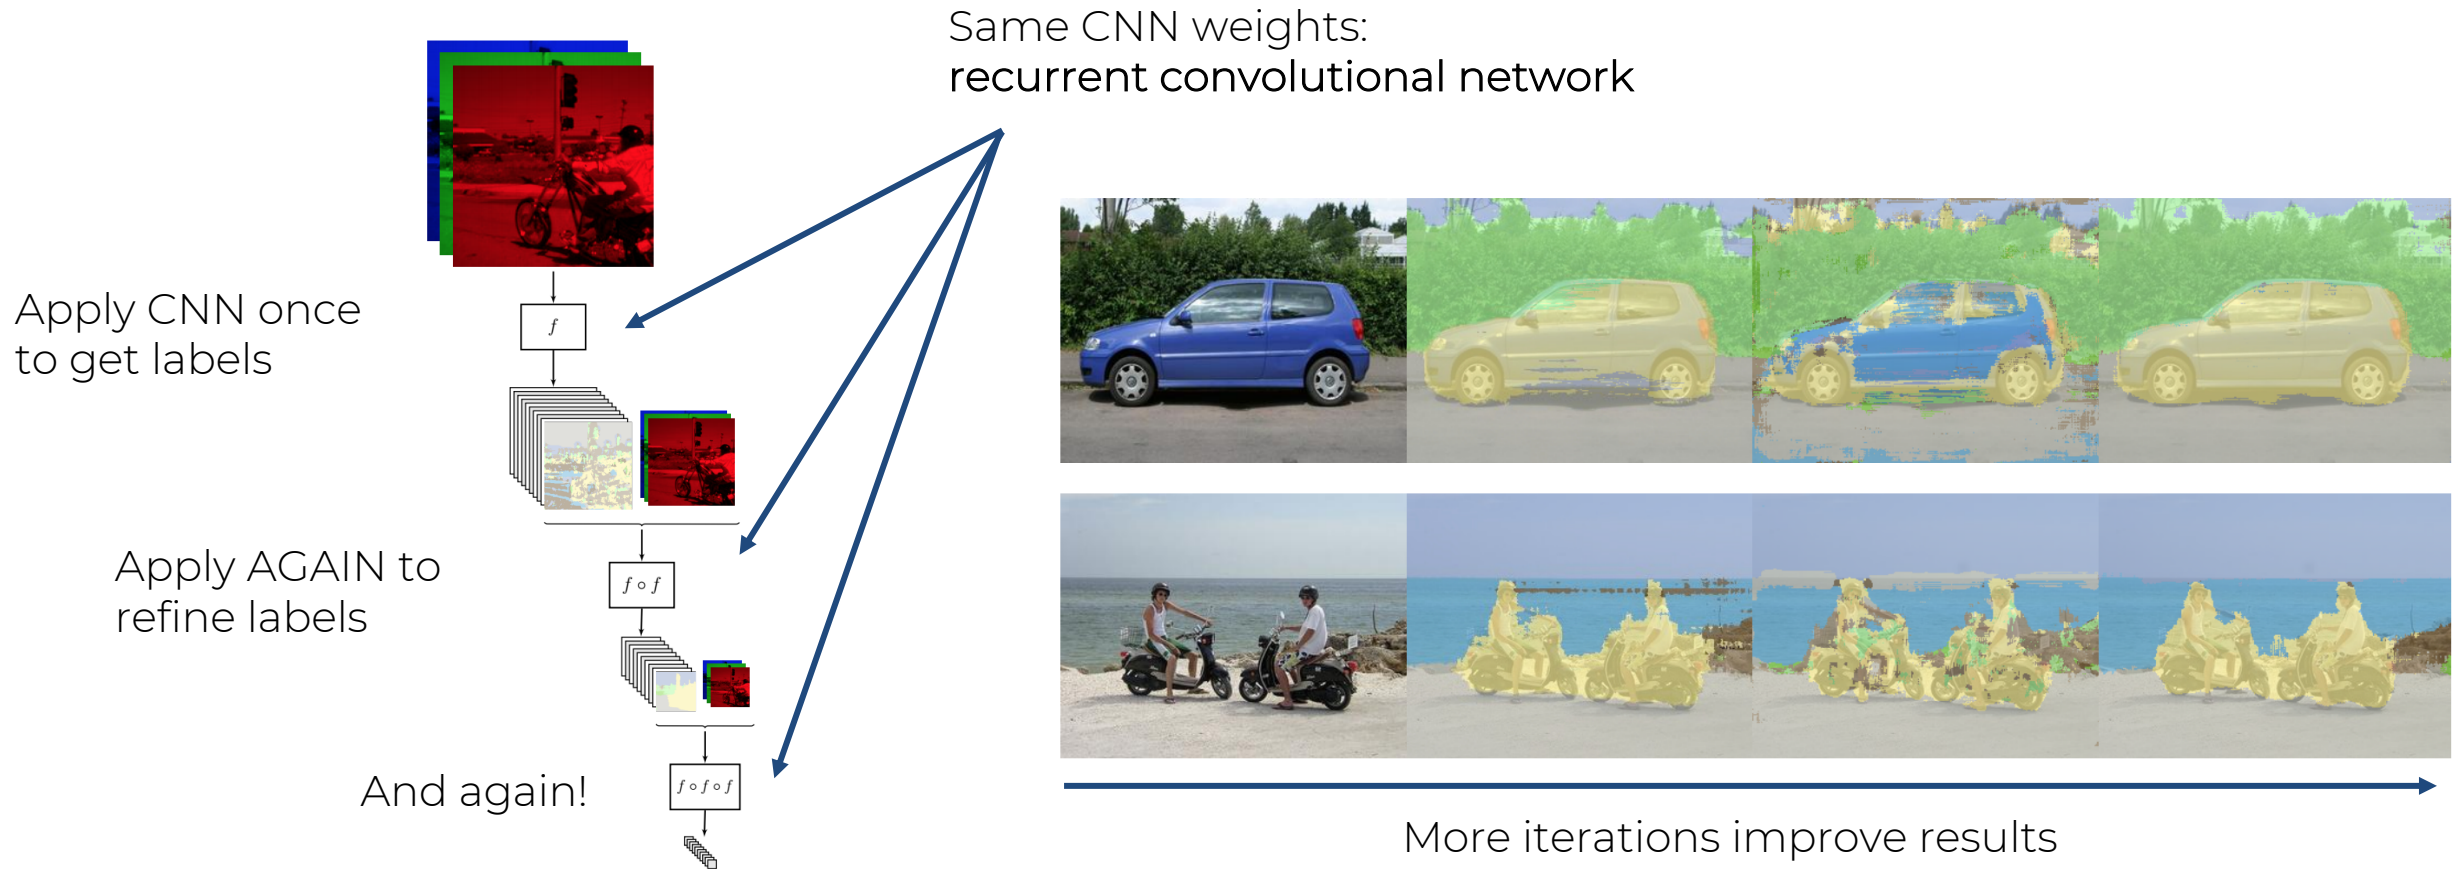 Same CNN weights:
recurrent convolutional network
Apply CNN once
to get labels
f
Apply AGAIN to
refine labels
f ∘ f
And again!
f ∘ f ∘ f
More iterations improve results